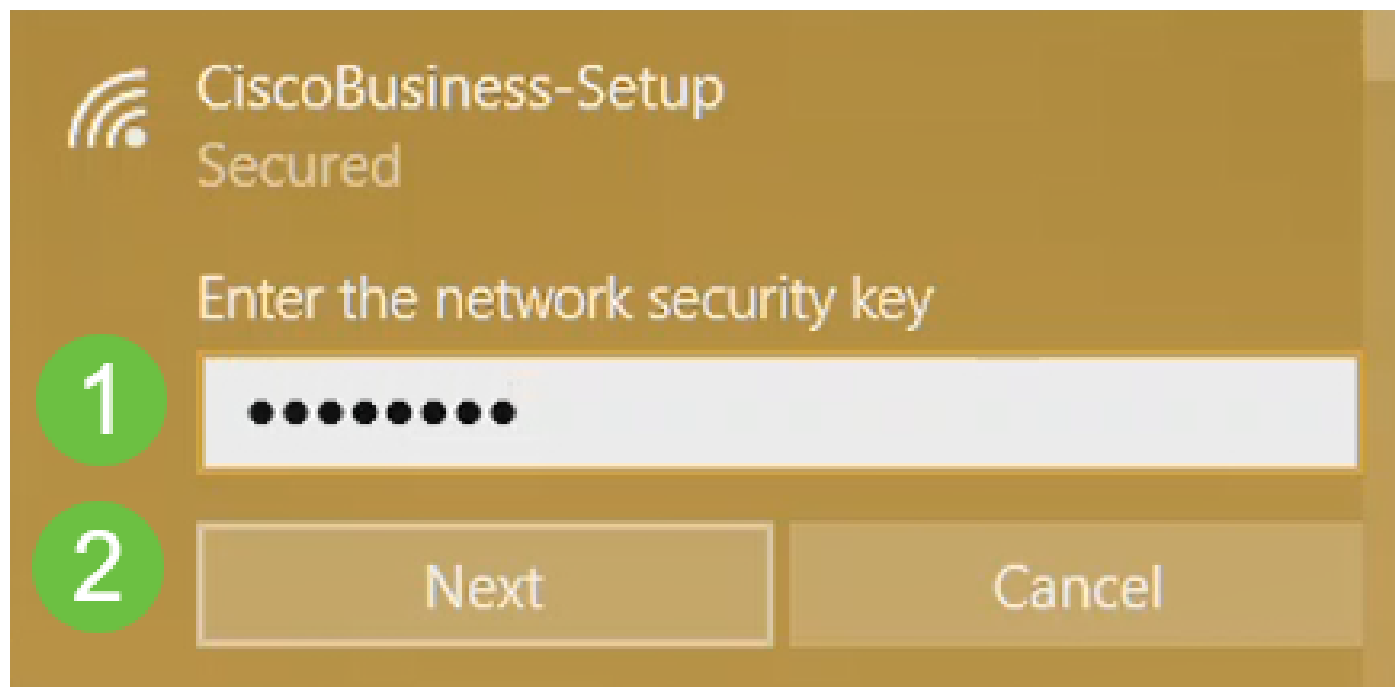 CiscoBusiness-Setup
Secured
Enter the network security key
1
••••••••
2
Next
Cancel